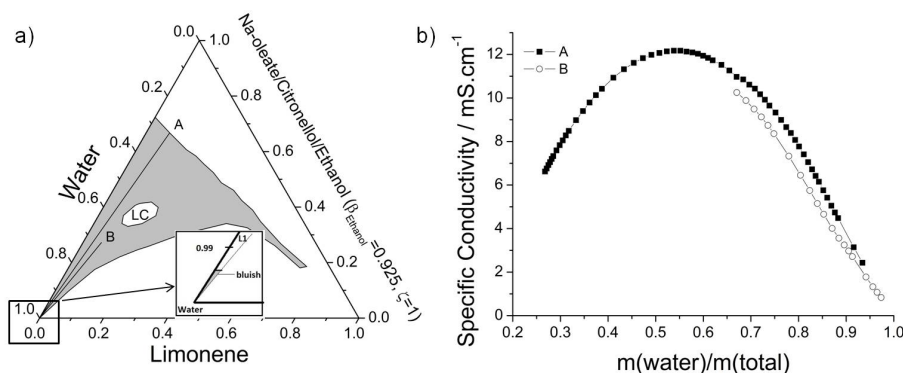 a)
b)
0.0
1.0
0.2
0.8
A
0.4
0.6
Water
LC
0.6
0.4
B
0.99
L1
bluish
Water
0.8
0.2
1.0
0.0
0.0
0.2
0.4
0.6
0.8
1.0
Limonene
Na-oleate/Citronellol/Ethanol (β Ethanol =0.925, ζ=1)
Specific Conductivity / mS.cm⁻¹
14
12
10
8
6
4
2
0
A
B
0.2 0.3 0.4 0.5 0.6 0.7 0.8 0.9 1.0
m(water)/m(total)